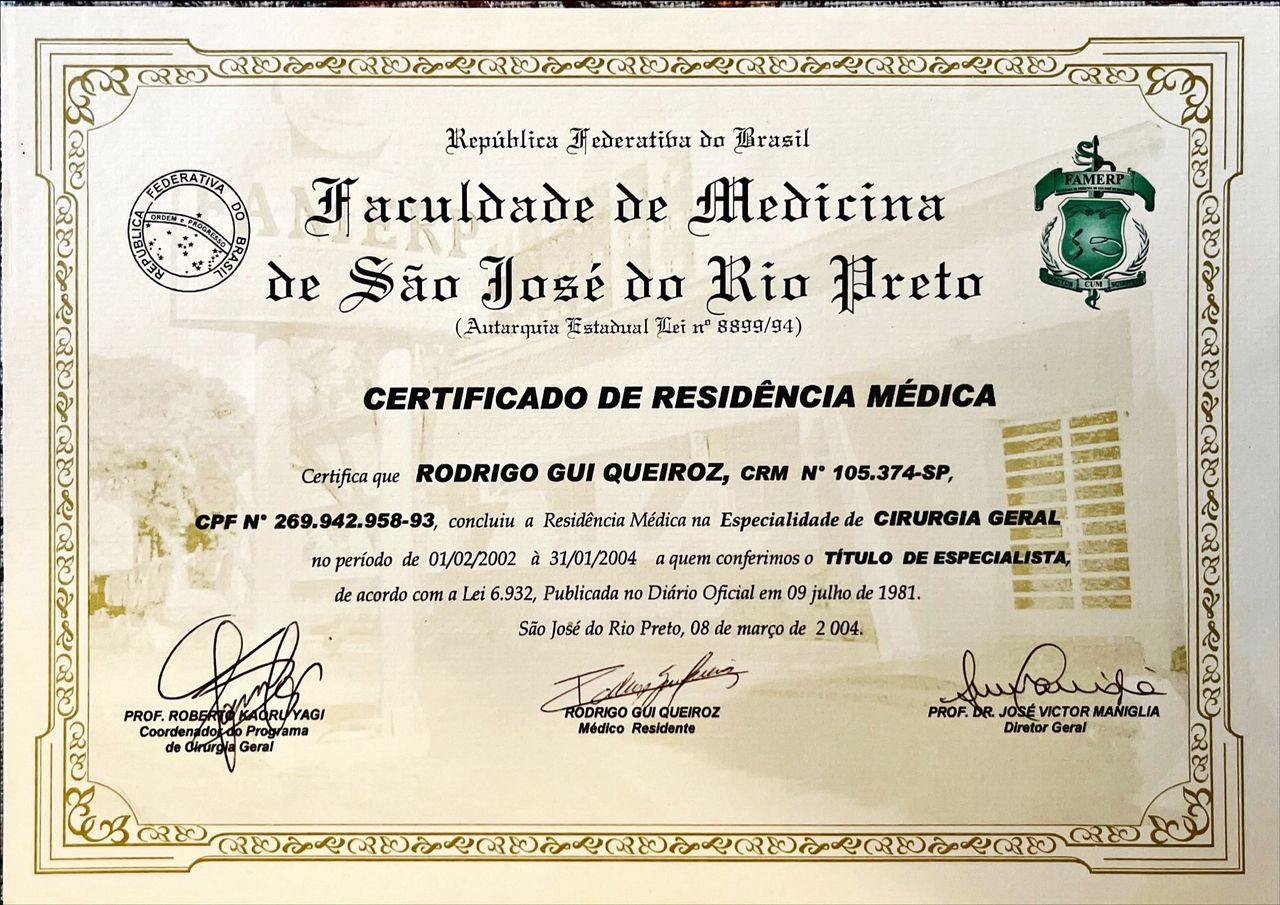 República Federativa do Brasil
Faculdade de Medicina
de São José do Rio Preto
(Autarquia Estadual Lei nº 8899/94)
REPÚBLICA FEDERATIVA DO BRASIL
ORDEM e PROGRESSO
FAMERP
CUM
FAMERP
CERTIFICADO DE RESIDÊNCIA MÉDICA
Certifica que RODRIGO GUI QUEIROZ, CRM N° 105.374-SP,
CPF N° 269.942.958-93, concluiu a Residência Médica na Especialidade de CIRURGIA GERAL
no período de 01/02/2002 à 31/01/2004 a quem conferimos o TÍTULO DE ESPECIALISTA,
de acordo com a Lei 6.932, Publicada no Diário Oficial em 09 julho de 1981.
São José do Rio Preto, 08 de março de 2 004.
PROF. ROBERTO KAORU YAGI
Coordenador do Programa
de Cirurgia Geral
RODRIGO GUI QUEIROZ
Médico Residente
PROF. DR. JOSÉ VICTOR MANIGLIA
Diretor Geral